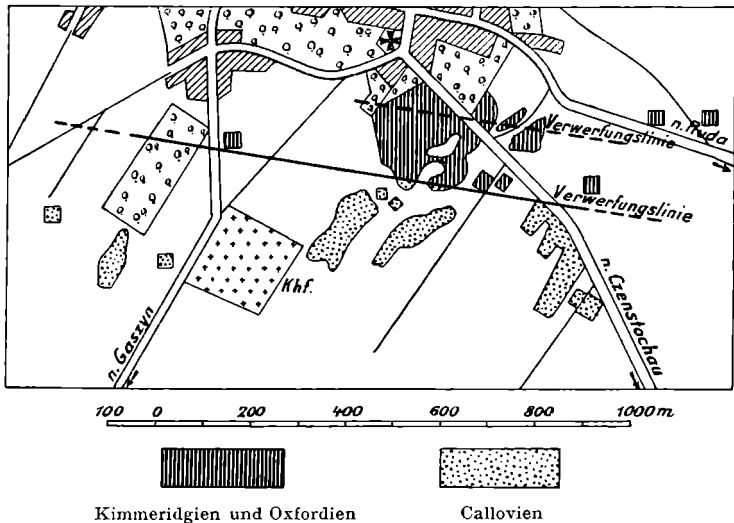 n. Ruda
Verwerfungslinie
Verwerfungslinie
Khf.
n. Gaszyn
n. Czenstochau
100 0 200 400 600 800 1000 m
Kimmeridgien und Oxfordien Callovien